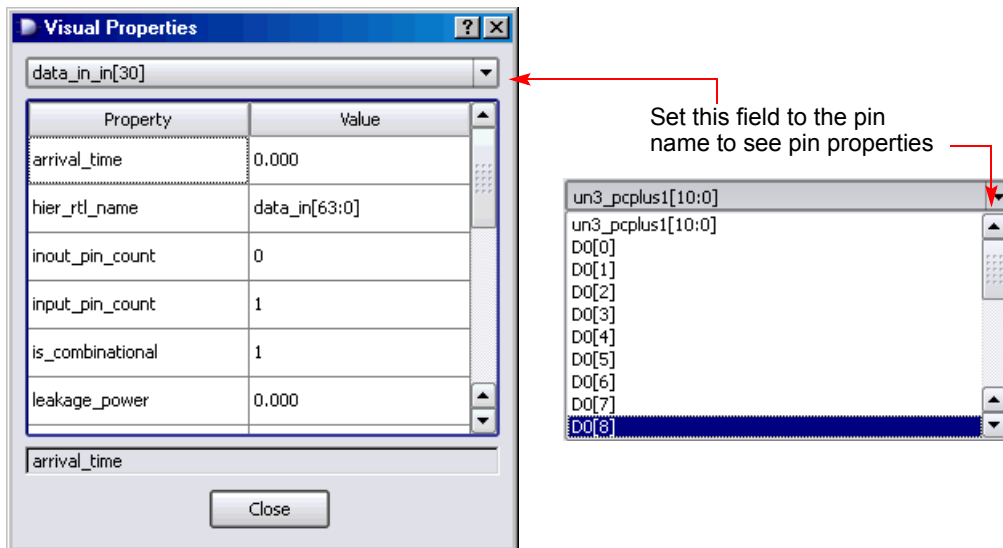 Visual Properties
data_in_in[30]
Property Value
arrival_time 0.000
hier_rtl_name data_in[63:0]
inout_pin_count 0
input_pin_count 1
is_combinational 1
leakage_power 0.000
arrival_time
Close
Set this field to the pin
name to see pin properties
un3_pcplus1[10:0]
un3_pcplus1[10:0]
D0[0]
D0[1]
D0[2]
D0[3]
D0[4]
D0[5]
D0[6]
D0[7]
D0[8]